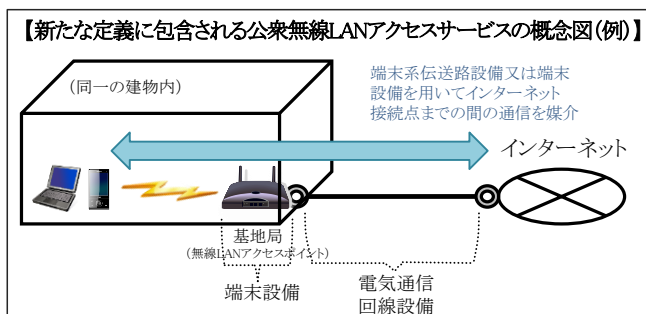 【新たな定義に包含される公衆無線LANアクセスサービスの概念図(例)】
(同一の建物内)
端末系伝送路設備又は端末
設備を用いてインターネット
接続点までの間の通信を媒介
インターネット
基地局
(無線LANアクセスポイント)
端末設備
電気通信
回線設備